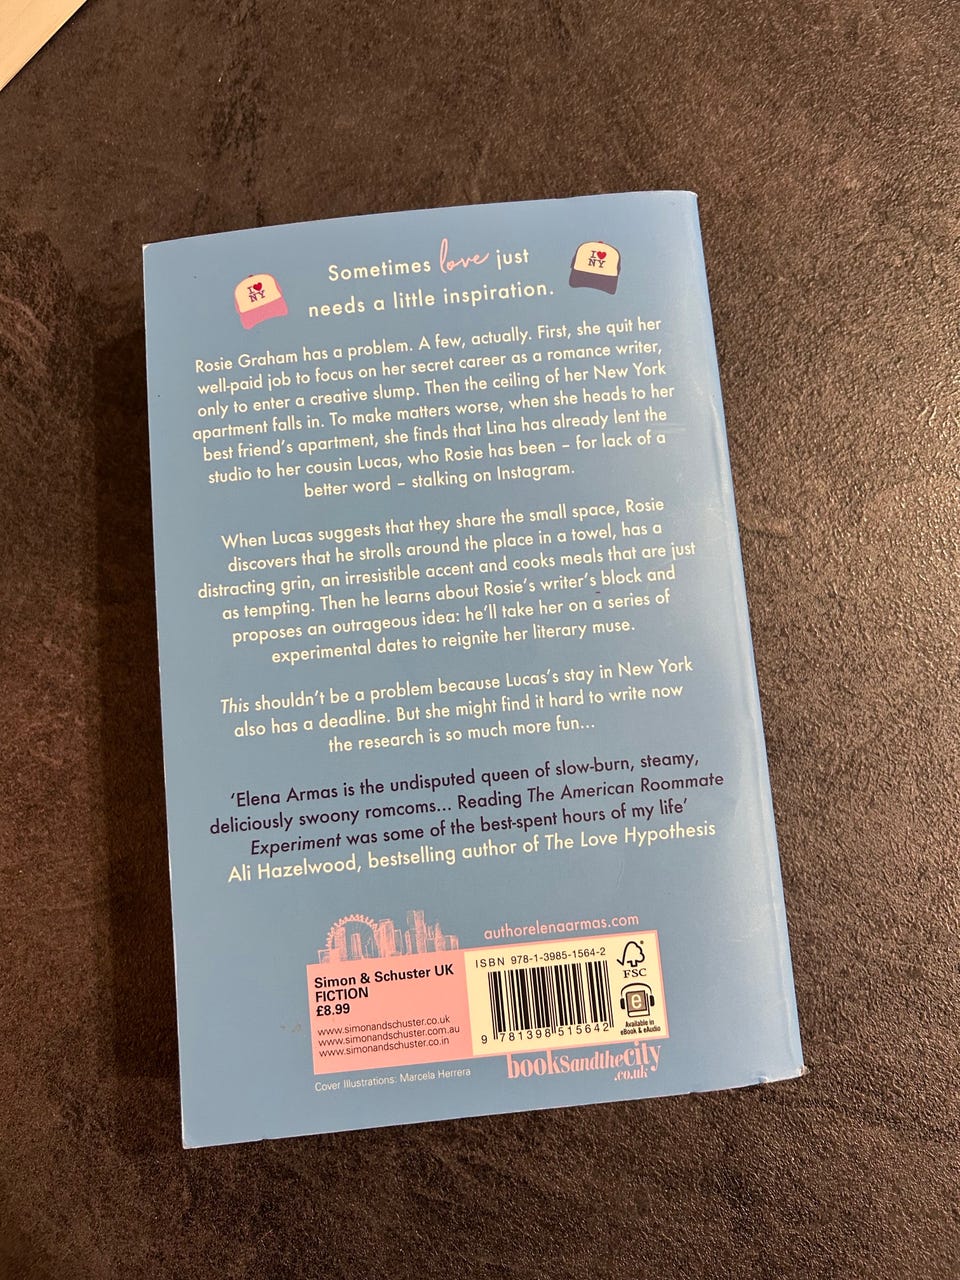 I ♥ NY
Sometimes love just
I ♥ NY
needs a little inspiration.
Rosie Graham has a problem. A few, actually. First, she quit her
well-paid job to focus on her secret career as a romance writer,
only to enter a creative slump. Then the ceiling of her New York
apartment falls in. To make matters worse, when she heads to her
best friend's apartment, she finds that Lina has already lent the
studio to her cousin Lucas, who Rosie has been – for lack of a
better word – stalking on Instagram.
When Lucas suggests that they share the small space, Rosie
discovers that he strolls around the place in a towel, has a
distracting grin, an irresistible accent and cooks meals that are just
as tempting. Then he learns about Rosie's writer's block and
proposes an outrageous idea: he'll take her on a series of
experimental dates to reignite her literary muse.
This shouldn't be a problem because Lucas's stay in New York
also has a deadline. But she might find it hard to write now
the research is so much more fun...
'Elena Armas is the undisputed queen of slow-burn, steamy,
deliciously swoony romcoms... Reading The American Roommate
Experiment was some of the best-spent hours of my life'
Ali Hazelwood, bestselling author of The Love Hypothesis
authorelenaarmas.com
Simon & Schuster UK
FICTION
£8.99
www.simonandschuster.co.uk
www.simonandschuster.com.au
www.simonandschuster.co.in
ISBN 978-1-3985-1564-2
9 781398 515642
FSC
e
Available in
eBook & eAudio
Cover Illustrations: Marcela Herrera
booksandthecity
.co.uk